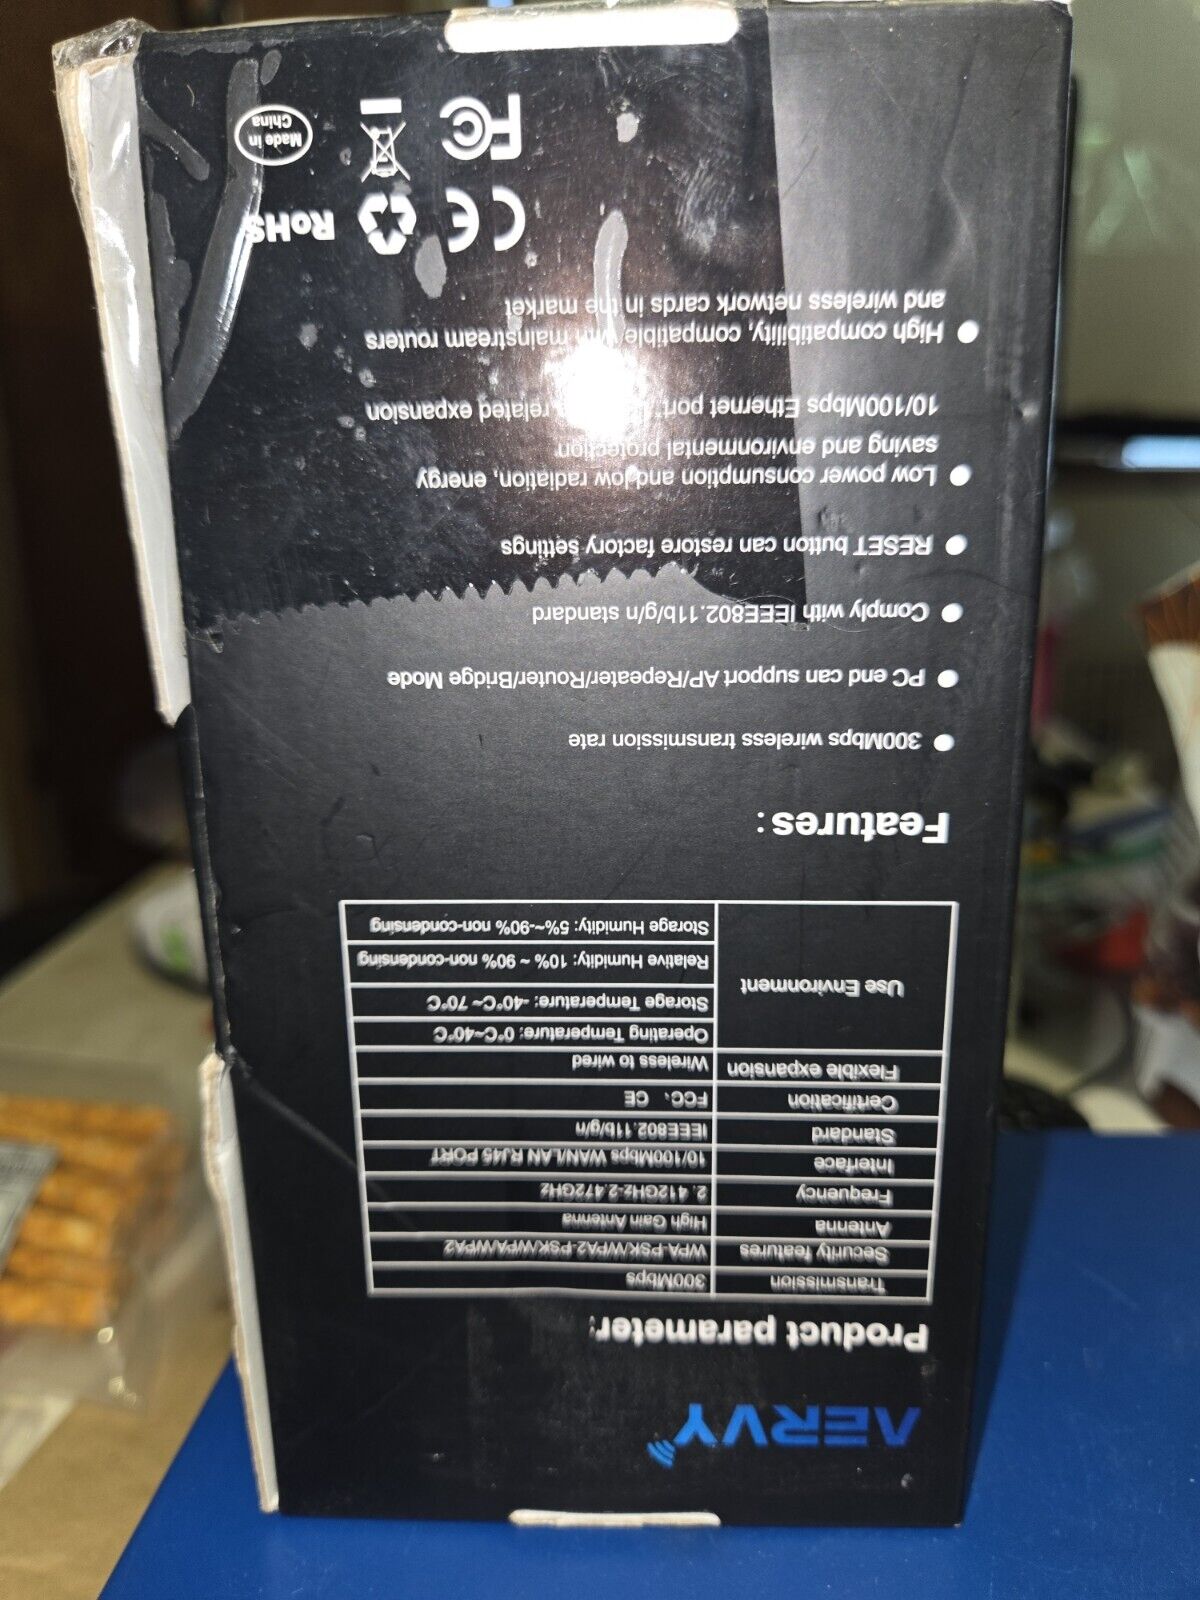 AERVY
Product parameter:
Transmission 300Mbps
Security features WPA-PSK/WPA2-PSK/WPA/WPA2
Antenna High Gain Antenna
Frequency 2.412GHz-2.472GHz
Interface 10/100Mbps WAN/LAN RJ45 PORT
Standard IEEE802.11b/g/n
Certification FCC、CE
Flexible expansion Wireless to wired
Use Environment
Operating Temperature: 0°C~40°C
Storage Temperature: -40°C~ 70°C
Relative Humidity: 10% ~ 90% non-condensing
Storage Humidity: 5%~90% non-condensing
Features:
● 300Mbps wireless transmission rate
● PC end can support AP/Repeater/Router/Bridge Mode
● Comply with IEEE802.11b/g/n standard
● RESET button can restore factory settings
● Low power consumption and low radiation, energy
saving and environmental protection
10/100Mbps Ethernet port related expansion
● High compatibility, compatible with mainstream routers
and wireless network cards in the market
CE RoHS
FC Made in
China